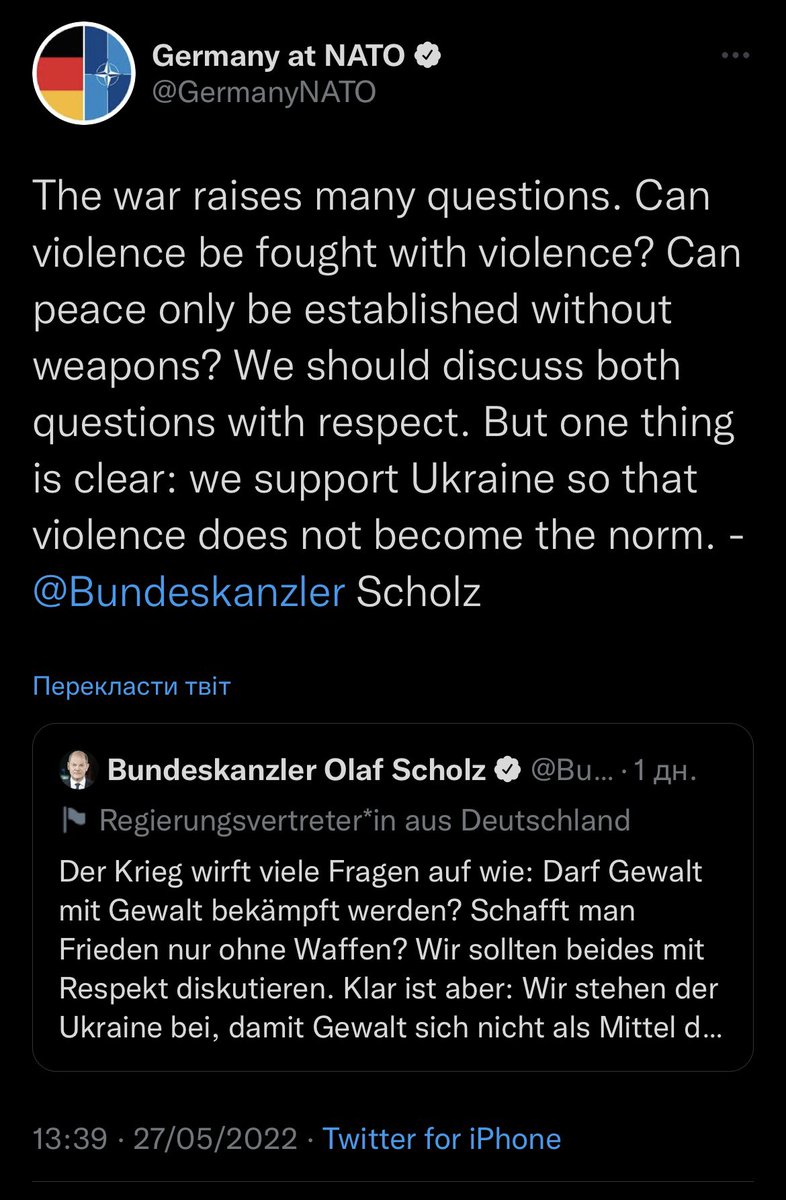 Germany at NATO
@GermanyNATO
The war raises many questions. Can
violence be fought with violence? Can
peace only be established without
weapons? We should discuss both
questions with respect. But one thing
is clear: we support Ukraine so that
violence does not become the norm. -
@Bundeskanzler Scholz
Перекласти твіт
Bundeskanzler Olaf Scholz @Bu... · 1 дн.
Regierungsvertreter*in aus Deutschland
Der Krieg wirft viele Fragen auf wie: Darf Gewalt
mit Gewalt bekämpft werden? Schafft man
Frieden nur ohne Waffen? Wir sollten beides mit
Respekt diskutieren. Klar ist aber: Wir stehen der
Ukraine bei, damit Gewalt sich nicht als Mittel d...
13:39 · 27/05/2022 · Twitter for iPhone